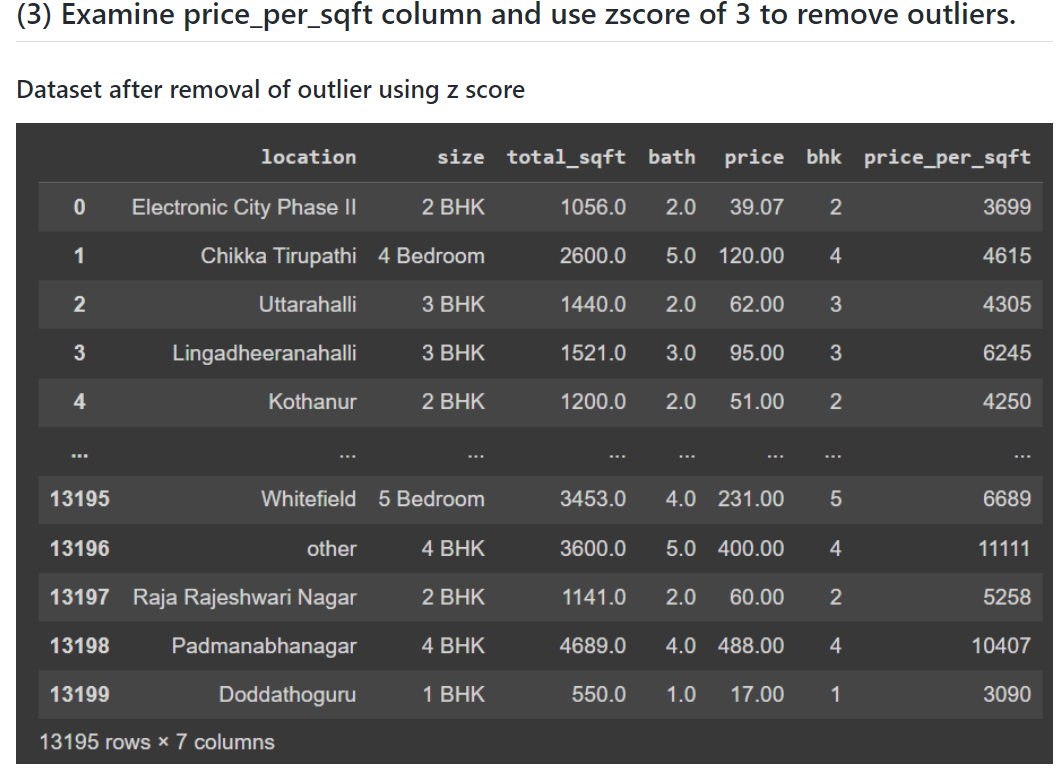 (3) Examine price_per_sqft column and use zscore of 3 to remove outliers.
Dataset after removal of outlier using z score
location size total_sqft bath price bhk price_per_sqft
0 Electronic City Phase II 2 BHK 1056.0 2.0 39.07 2 3699
1 Chikka Tirupathi 4 Bedroom 2600.0 5.0 120.00 4 4615
2 Uttarahalli 3 BHK 1440.0 2.0 62.00 3 4305
3 Lingadheeranahalli 3 BHK 1521.0 3.0 95.00 3 6245
4 Kothanur 2 BHK 1200.0 2.0 51.00 2 4250
... ... ... ... ... ... ... ...
13195 Whitefield 5 Bedroom 3453.0 4.0 231.00 5 6689
13196 other 4 BHK 3600.0 5.0 400.00 4 11111
13197 Raja Rajeshwari Nagar 2 BHK 1141.0 2.0 60.00 2 5258
13198 Padmanabhanagar 4 BHK 4689.0 4.0 488.00 4 10407
13199 Doddathoguru 1 BHK 550.0 1.0 17.00 1 3090
13195 rows × 7 columns